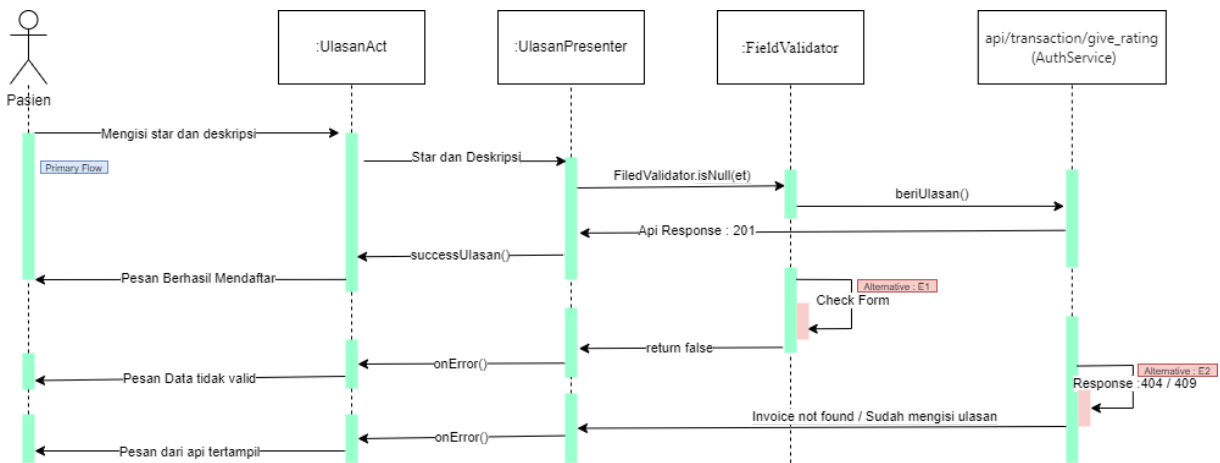 :UlasanAct
:UlasanPresenter
:FieldValidator
api/transaction/give_rating
(AuthService)
Pasien
Mengisi star dan deskripsi
Primary Flow
Star dan Deskripsi
FiledValidator.isNull(et)
beriUlasan()
Api Response : 201
successUlasan()
Pesan Berhasil Mendaftar
Alternative : E1
Check Form
return false
onError()
Pesan Data tidak valid
Alternative : E2
Response :404 / 409
Invoice not found / Sudah mengisi ulasan
onError()
Pesan dari api tertampil